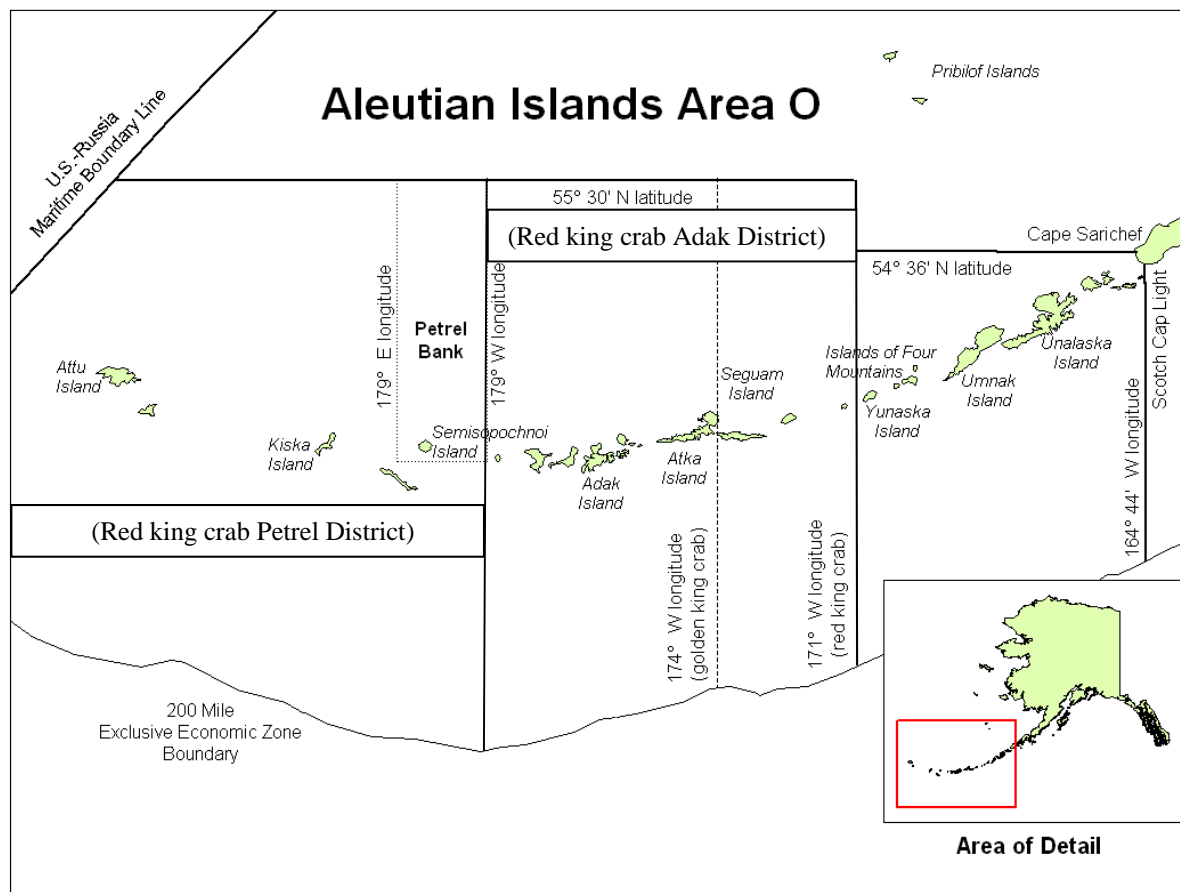 Aleutian Islands Area O
Pribilof Islands
U.S.-Russia
Maritime Boundary Line
55° 30' N latitude
(Red king crab Adak District)
Cape Sarichef
54° 36' N latitude
179° E longitude
Petrel
Bank
179° W longitude
Scotch Cap Light
Attu
Island
Islands of Four
Mountains
Unalaska
Island
Seguam
Island
Umnak
Island
Yunaska
Island
Semisopochnoi
Island
Kiska
Island
Adak
Island
Atka
Island
164° 44' W longitude
(Red king crab Petrel District)
174° W longitude
(golden king crab)
171° W longitude
(red king crab)
200 Mile
Exclusive Economic Zone
Boundary
Area of Detail